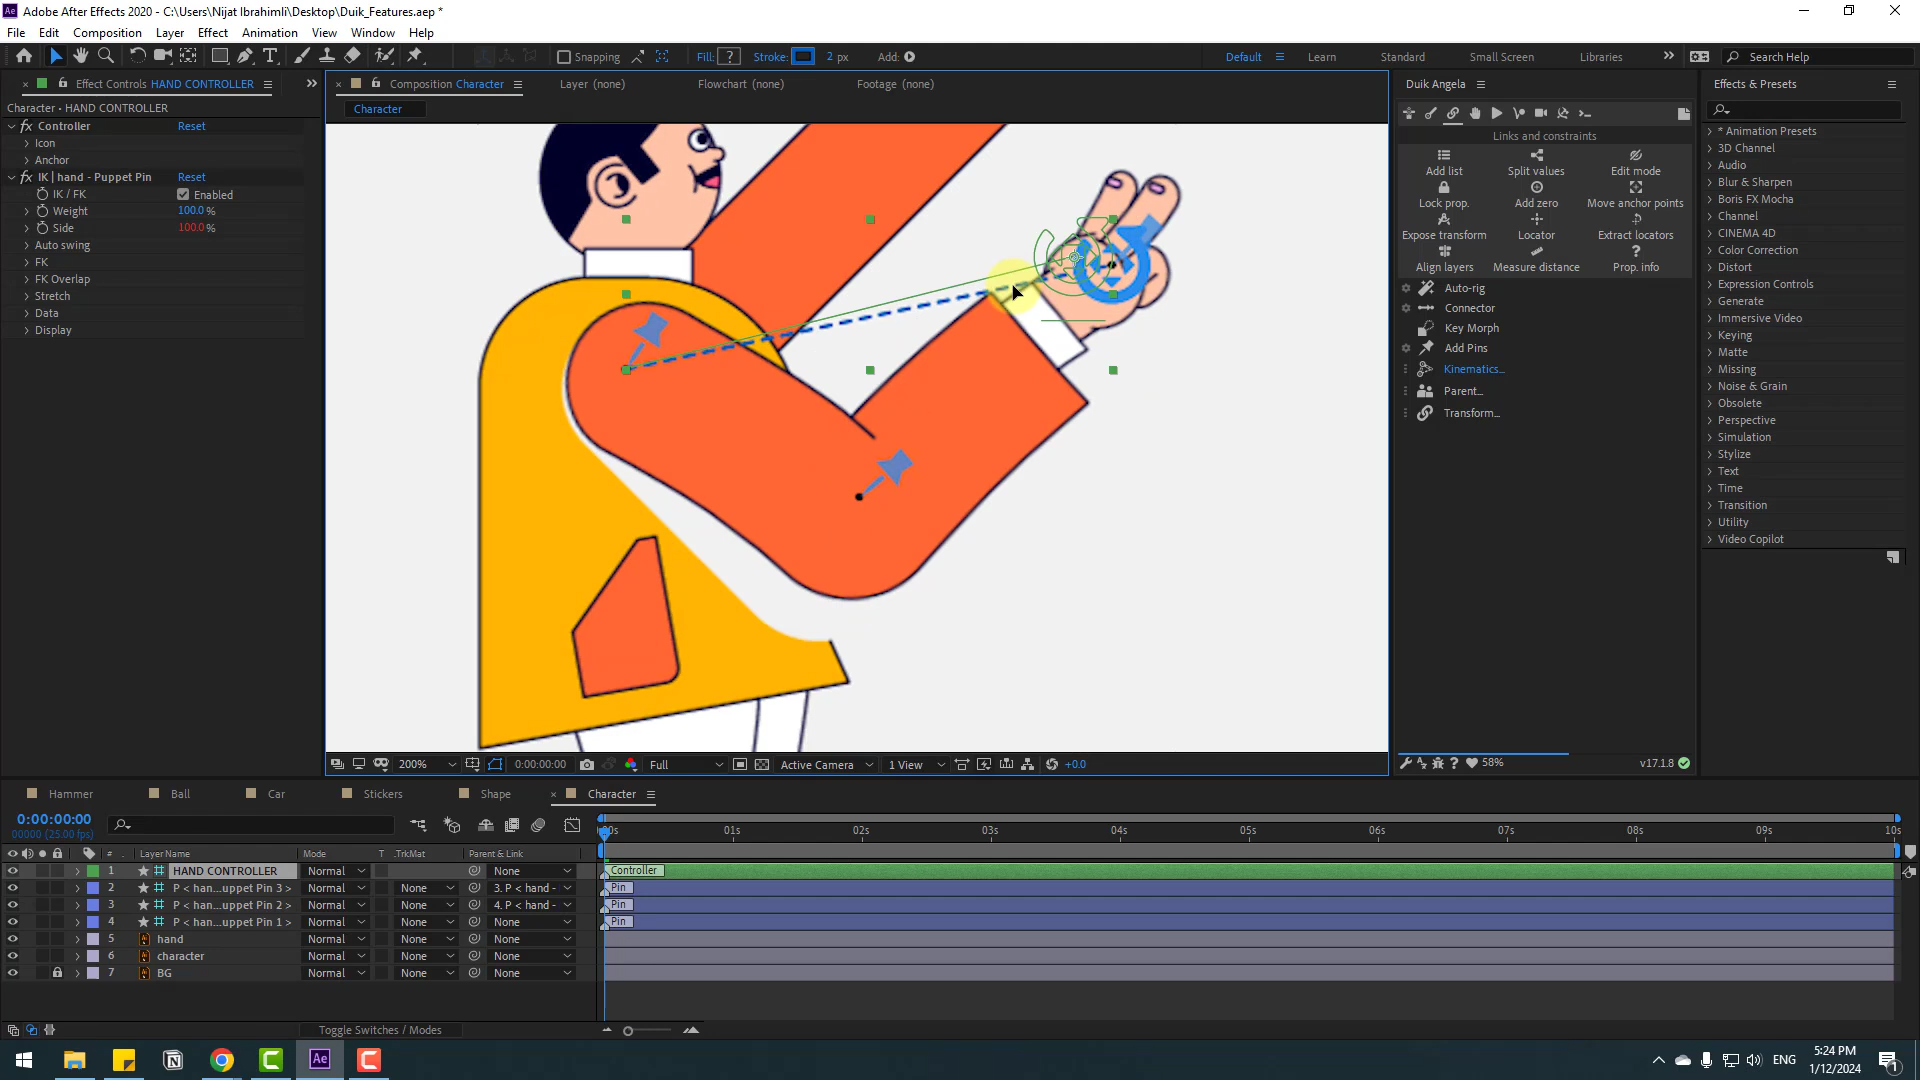 Adobe After Effects 2020 - C:\Users\Nijat Ibrahimli\Desktop\Duik_Features.aep *
File Edit Composition Layer Effect Animation View Window Help
Snapping Fill: ? Stroke: 2 px Add: Default Learn Standard Small Screen Libraries Search Help
Effect Controls HAND CONTROLLER
Character • HAND CONTROLLER
fx Controller Reset
Icon
Anchor
fx IK | hand - Puppet Pin Reset
IK / FK Enabled
Weight 100.0 %
Side 100.0 %
Auto swing
FK
FK Overlap
Stretch
Data
Display
Composition Character Layer (none) Flowchart (none) Footage (none)
Character
200% 0:00:00:00 Full Active Camera 1 View +0.0
Duik Angela
Links and constraints
Add list Split values Edit mode
Lock prop. Add zero Move anchor points
Expose transform Locator Extract locators
Align layers Measure distance Prop. info
Auto-rig
Connector
Key Morph
Add Pins
Kinematics...
Parent...
Transform...
58% v17.1.8
Effects & Presets
* Animation Presets
3D Channel
Audio
Blur & Sharpen
Boris FX Mocha
Channel
CINEMA 4D
Color Correction
Distort
Expression Controls
Generate
Immersive Video
Keying
Matte
Missing
Noise & Grain
Obsolete
Perspective
Simulation
Stylize
Text
Time
Transition
Utility
Video Copilot
Hammer Ball Car Stickers Shape Character
0:00:00:00
00000 (25.00 fps)
:00s 01s 02s 03s 04s 05s 06s 07s 08s 09s 10s
# Layer Name Mode T .TrkMat Parent & Link
1 HAND CONTROLLER Normal None Controller
2 P < han...uppet Pin 3 > Normal None 3. P < hand - Pin
3 P < han...uppet Pin 2 > Normal None 4. P < hand - Pin
4 P < han...uppet Pin 1 > Normal None None Pin
5 hand Normal None None
6 character Normal None None
7 BG Normal None None
Toggle Switches / Modes
Ae
ENG
5:24 PM
1/12/2024
1